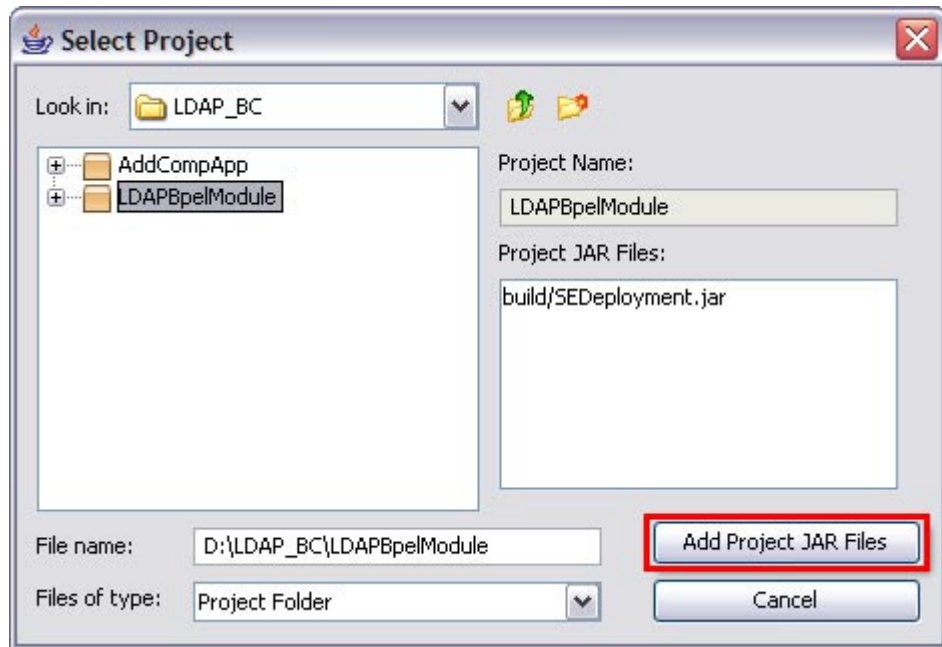 Select Project
Look in:
LDAP_BC
AddCompApp
LDAPBpelModule
Project Name:
LDAPBpelModule
Project JAR Files:
build/SEDeployment.jar
File name:
D:\LDAP_BC\LDAPBpelModule
Add Project JAR Files
Files of type:
Project Folder
Cancel